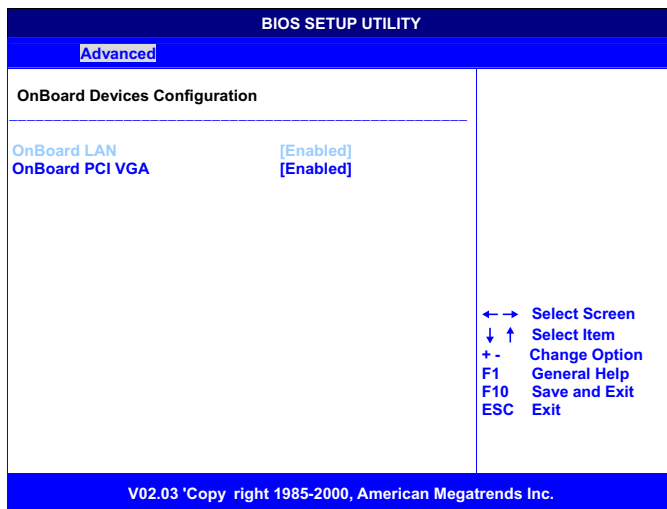 BIOS SETUP UTILITY
Advanced
OnBoard Devices Configuration
OnBoard LAN [Enabled]
OnBoard PCI VGA [Enabled]
← → Select Screen
↓ ↑ Select Item
+ - Change Option
F1 General Help
F10 Save and Exit
ESC Exit
V02.03 'Copy right 1985-2000, American Megatrends Inc.